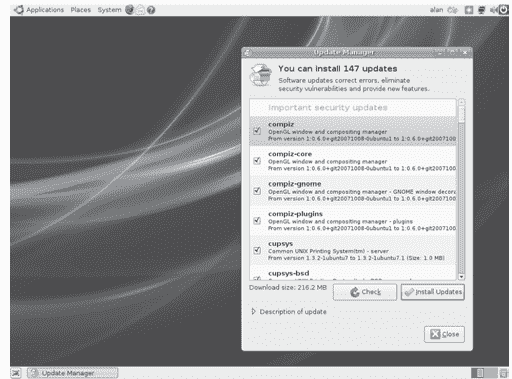 Applications Places System
alan
Update Manager
You can install 147 updates
Software updates correct errors, eliminate
security vulnerabilities and provide new features.
Important security updates
compiz
OpenGL window and compositing manager
From version 1:0.6.0+git20071008-0ubuntu1 to 1:0.6.0+git200710
compiz-core
OpenGL window and compositing manager
From version 1:0.6.0+git20071008-0ubuntu1 to 1:0.6.0+git200710
compiz-gnome
OpenGL window and compositing manager - GNOME window decora
From version 1:0.6.0+git20071008-0ubuntu1 to 1:0.6.0+git200710
compiz-plugins
OpenGL window and compositing manager - plugins
From version 1:0.6.0+git20071008-0ubuntu1 to 1:0.6.0+git200710
cupsys
Common UNIX Printing System(tm) - server
From version 1.3.2-1ubuntu7 to 1.3.2-1ubuntu7.1 (Size: 1.0 MB)
cupsys-bsd
Download size: 216.2 MB
Check
Install Updates
Description of update
Close
Update Manager